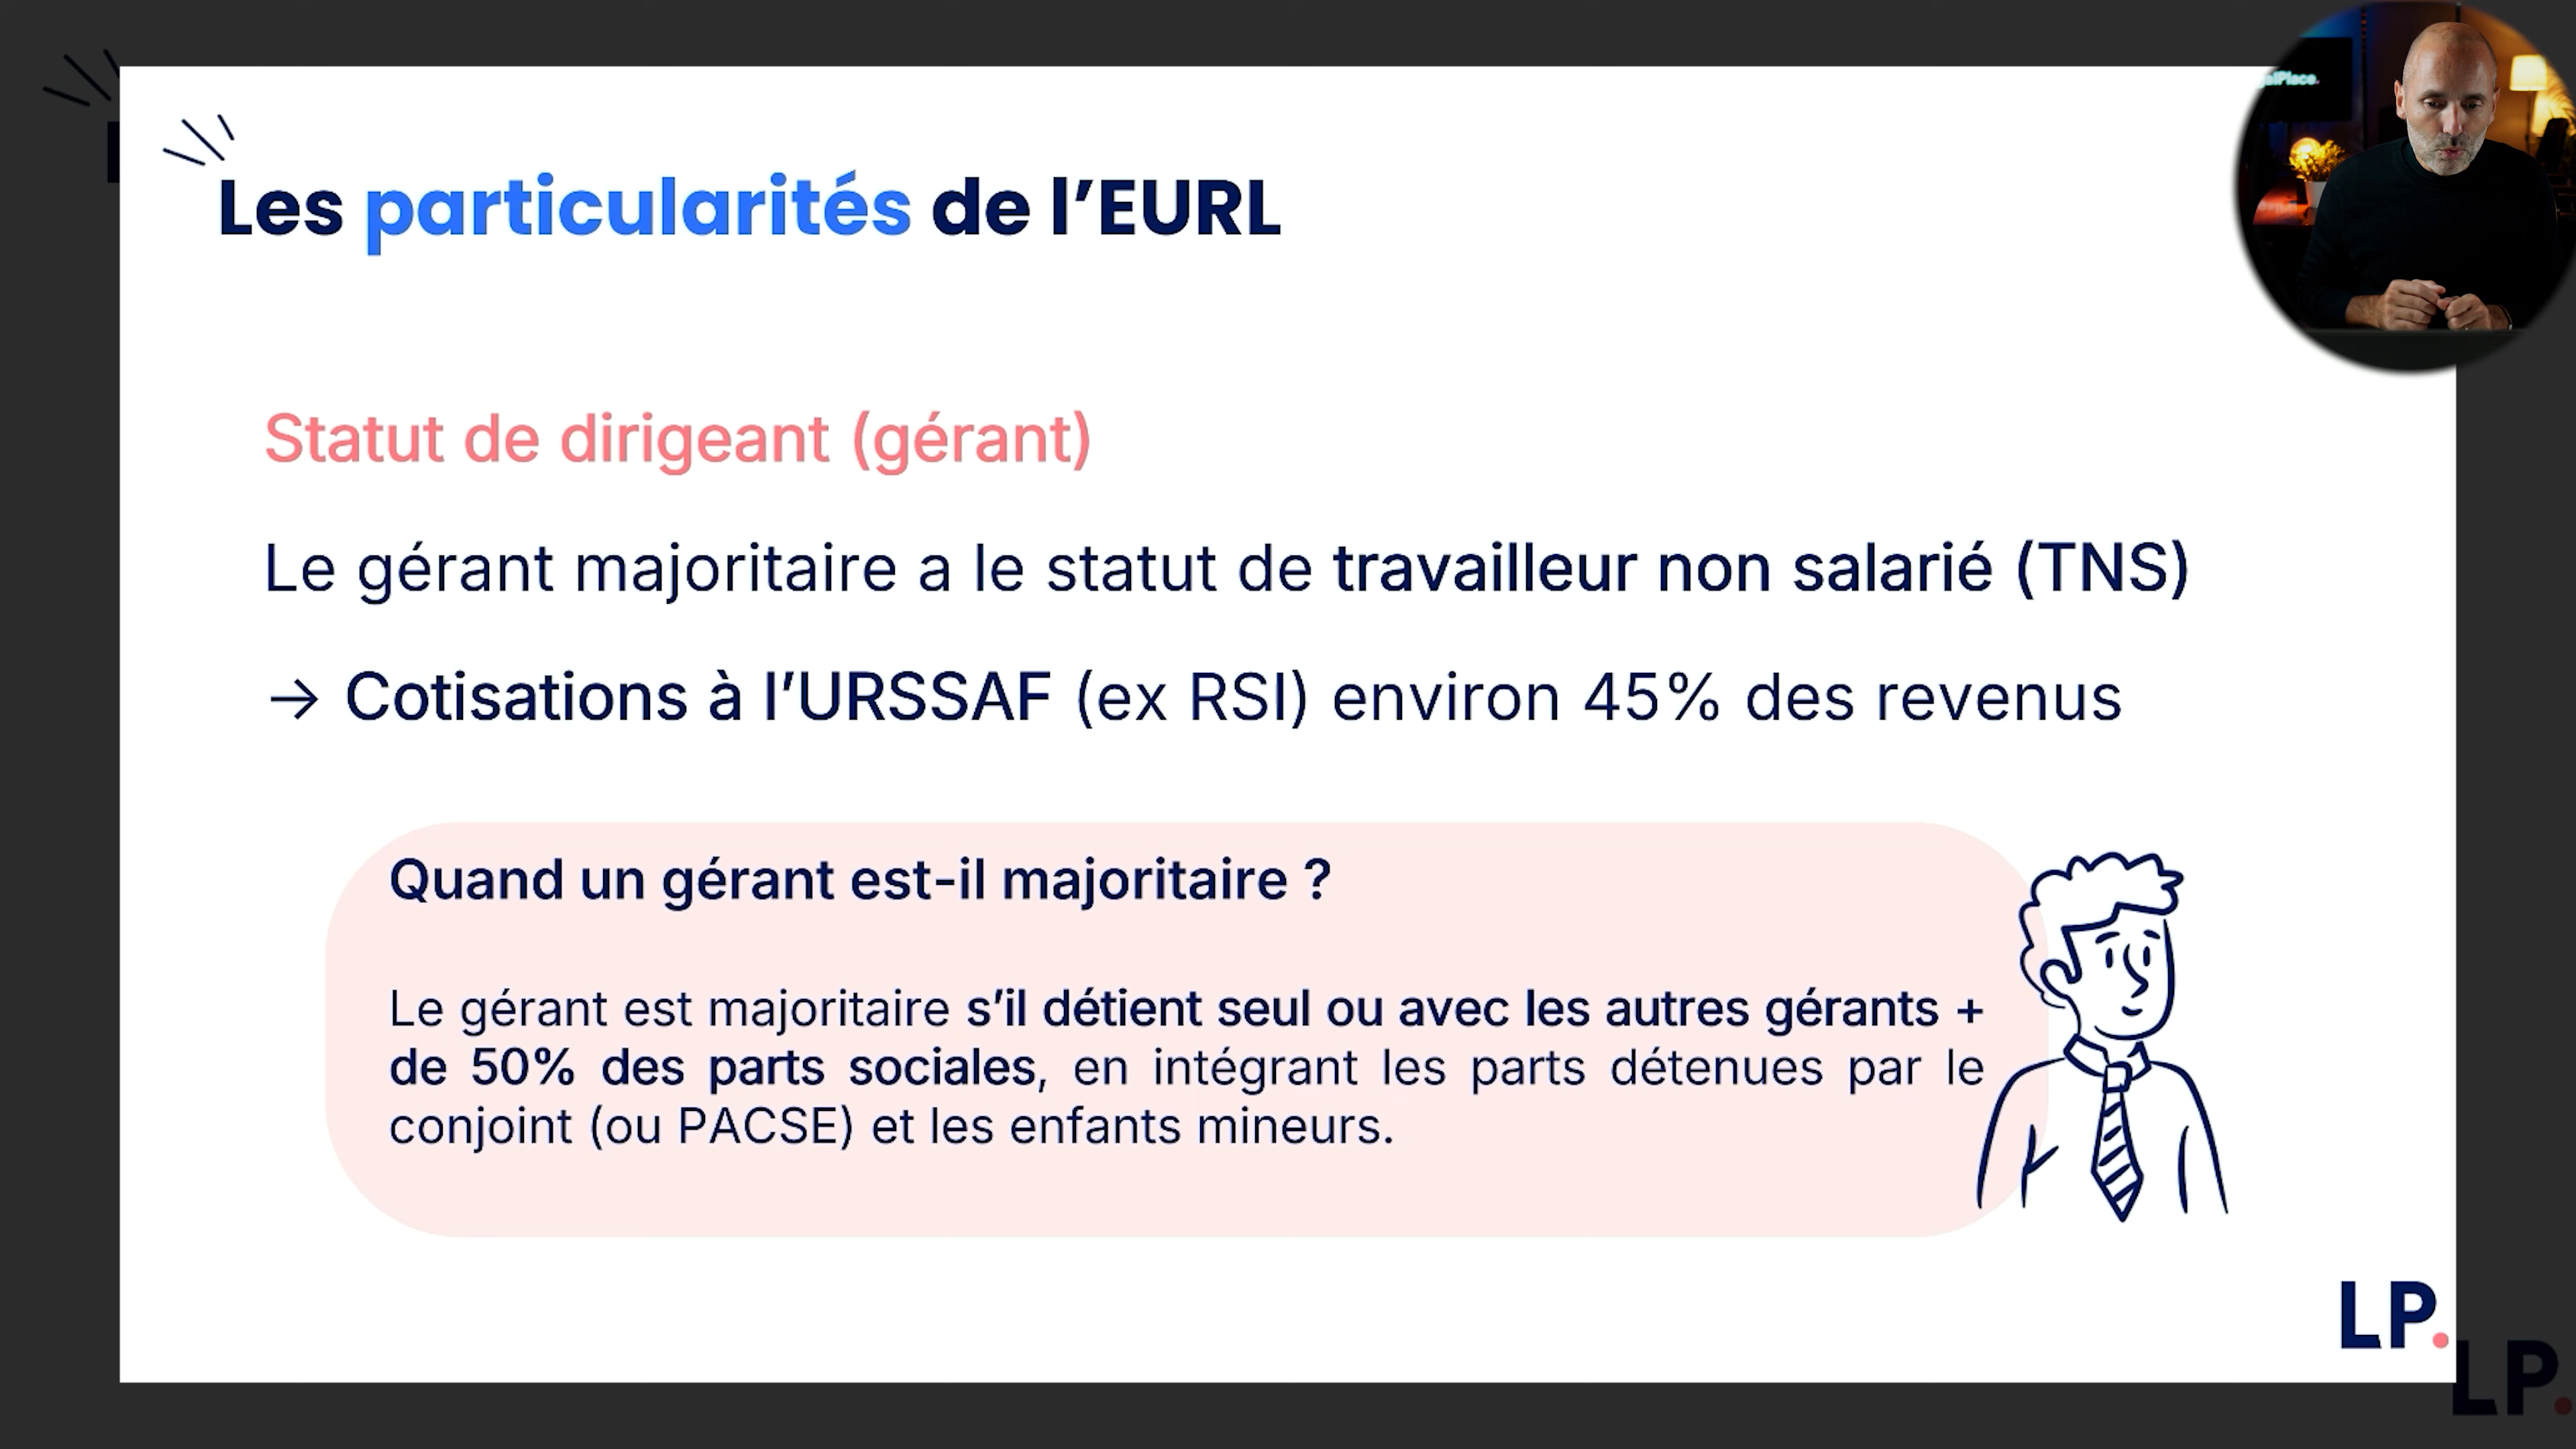 Les particularités de l’EURL
Statut de dirigeant (gérant)
Le gérant majoritaire a le statut de travailleur non salarié (TNS)
→ Cotisations à l’URSSAF (ex RSI) environ 45% des revenus
Quand un gérant est-il majoritaire ?
Le gérant est majoritaire s’il détient seul ou avec les autres gérants +
de 50% des parts sociales, en intégrant les parts détenues par le
conjoint (ou PACSE) et les enfants mineurs.
LP.
LP.